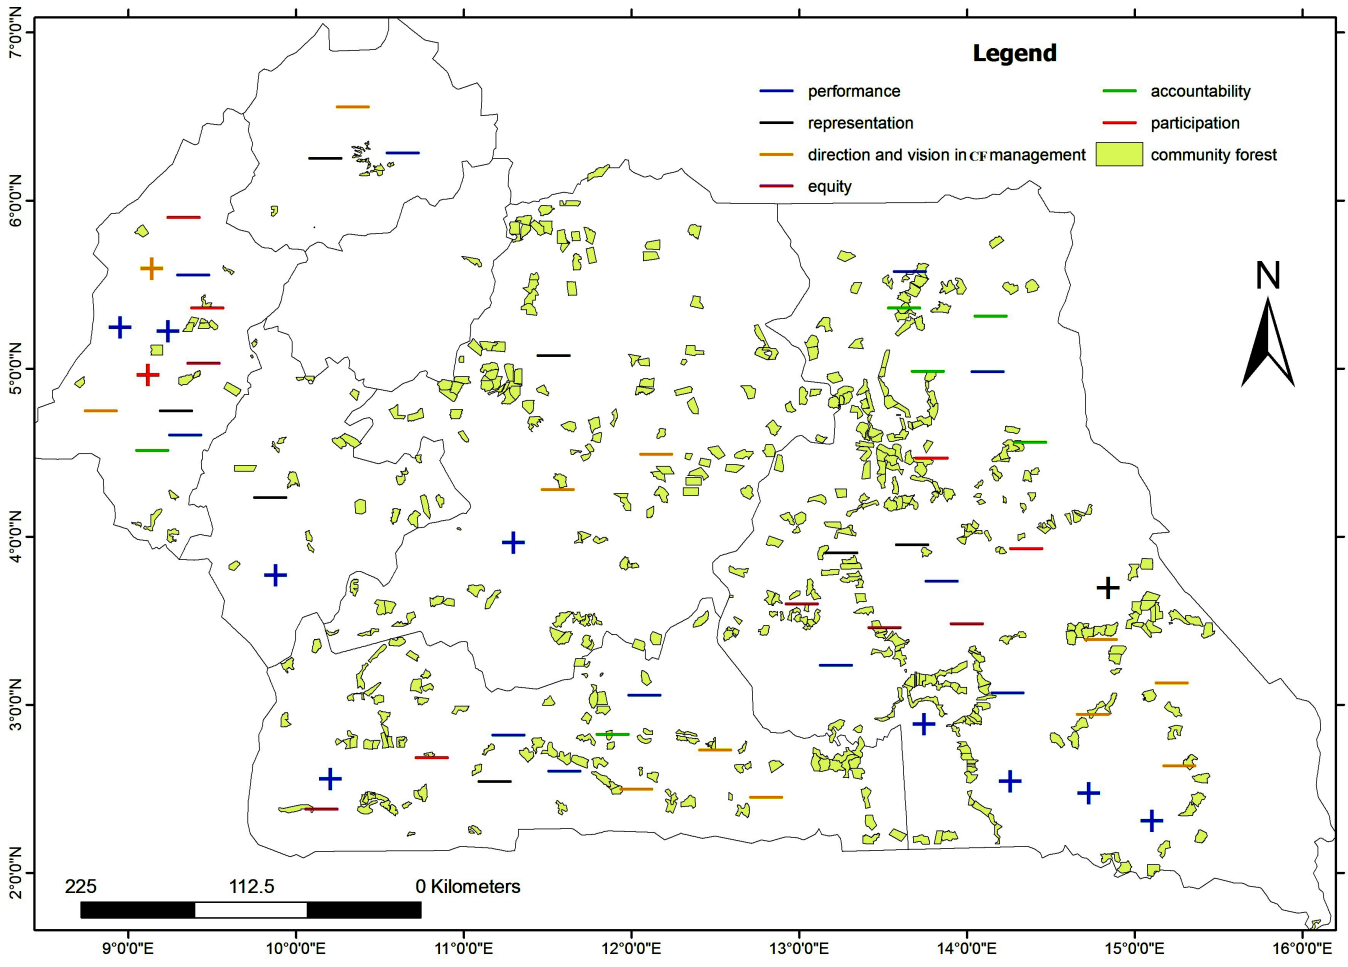 Legend
performance
accountability
representation
participation
direction and vision in CF management
community forest
equity
N
7°0'0"N
6°0'0"N
5°0'0"N
4°0'0"N
3°0'0"N
2°0'0"N
225 112.5 0 Kilometers
9°0'0"E 10°0'0"E 11°0'0"E 12°0'0"E 13°0'0"E 14°0'0"E 15°0'0"E 16°0'0"E